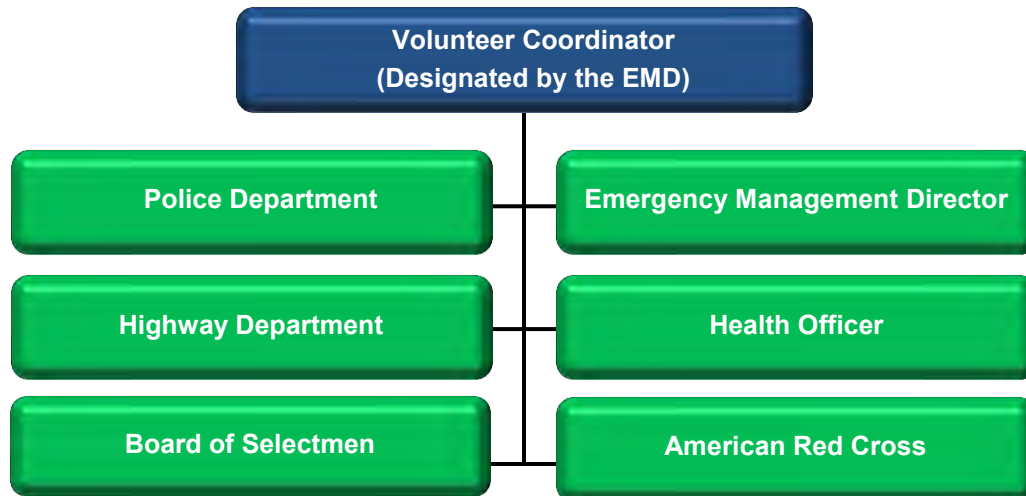 Volunteer Coordinator
(Designated by the EMD)
Police Department
Emergency Management Director
Highway Department
Health Officer
Board of Selectmen
American Red Cross